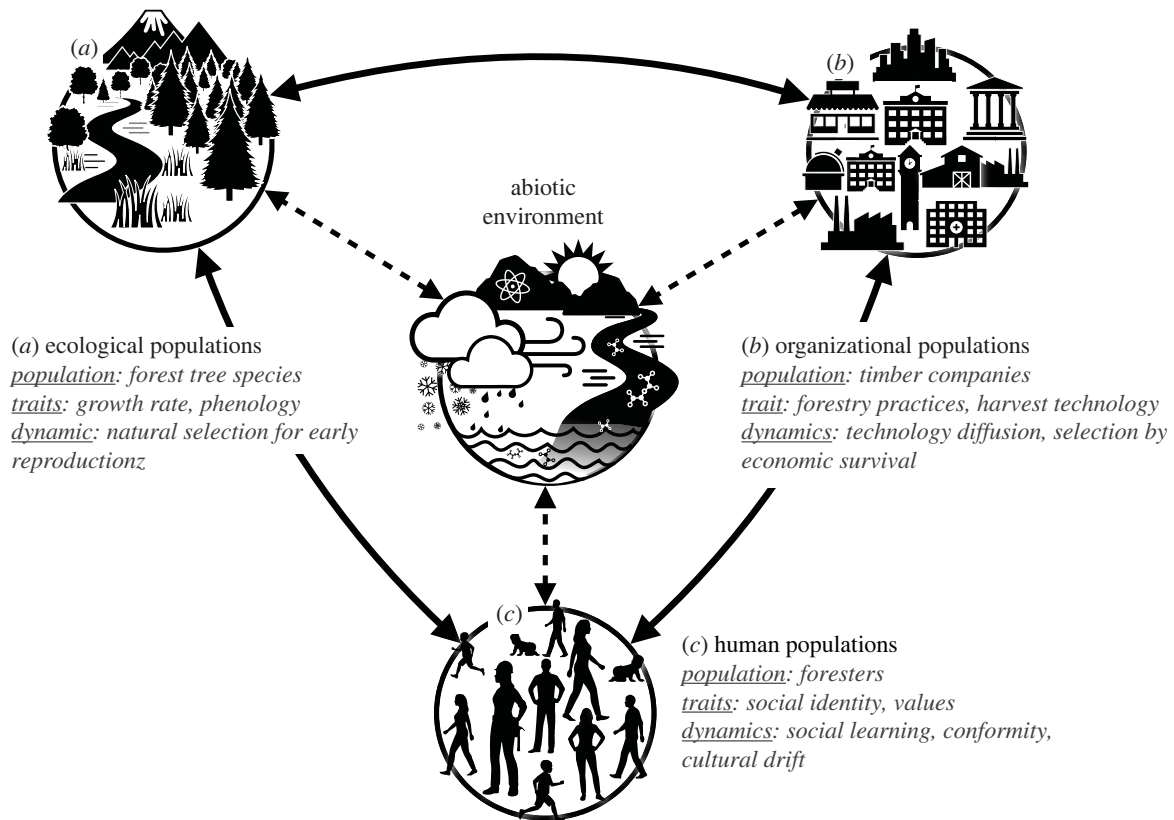 (a)
(b)
abiotic
environment
(a) ecological populations
population: forest tree species
traits: growth rate, phenology
dynamic: natural selection for early
reproductionz
(b) organizational populations
population: timber companies
trait: forestry practices, harvest technology
dynamics: technology diffusion, selection by
economic survival
(c)
(c) human populations
population: foresters
traits: social identity, values
dynamics: social learning, conformity,
cultural drift